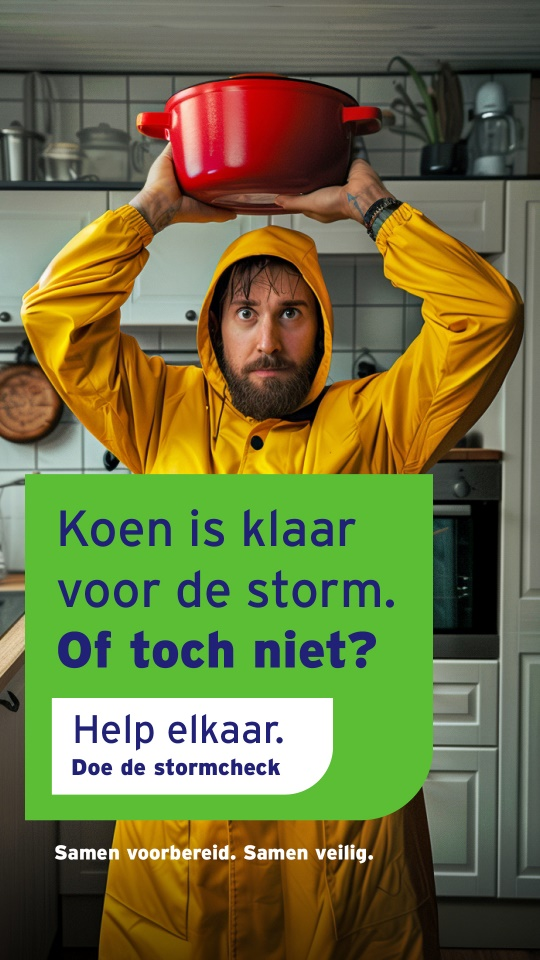 Koen is klaar
voor de storm.
Of toch niet?
Help elkaar.
Doe de stormcheck
Samen voorbereid. Samen veilig.